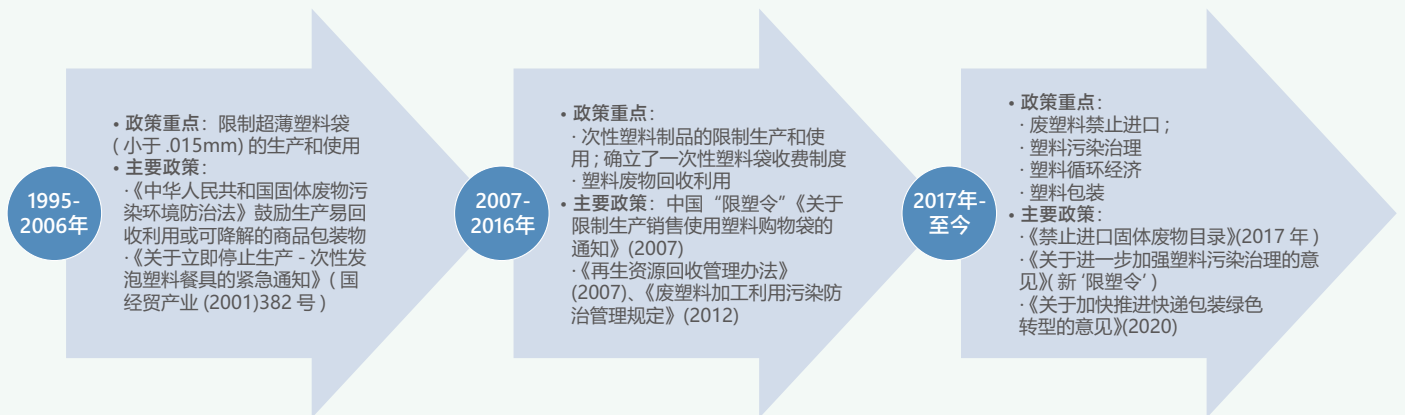 1995-
2006年
• 政策重点：限制超薄塑料袋
( 小于 .015mm) 的生产和使用
• 主要政策：
·《中华人民共和国固体废物污
染环境防治法》鼓励生产易回
收利用或可降解的商品包装物
·《关于立即停止生产 - 次性发
泡塑料餐具的紧急通知》( 国
经贸产业 (2001)382 号 )
2007-
2016年
• 政策重点：
· 次性塑料制品的限制生产和使
用 ; 确立了一次性塑料袋收费制度
· 塑料废物回收利用
• 主要政策：中国“限塑令”《关于
限制生产销售使用塑料购物袋的
通知》(2007)
·《再生资源回收管理办法》
(2007)、《废塑料加工利用污染防
治管理规定》(2012)
2017年-
至今
• 政策重点：
· 废塑料禁止进口 ;
· 塑料污染治理
· 塑料循环经济
· 塑料包装
• 主要政策：
·《禁止进口固体废物目录》(2017 年 )
·《关于进一步加强塑料污染治理的意
见》( 新 ‘限塑令’ )
·《关于加快推进快递包装绿色
转型的意见》(2020)